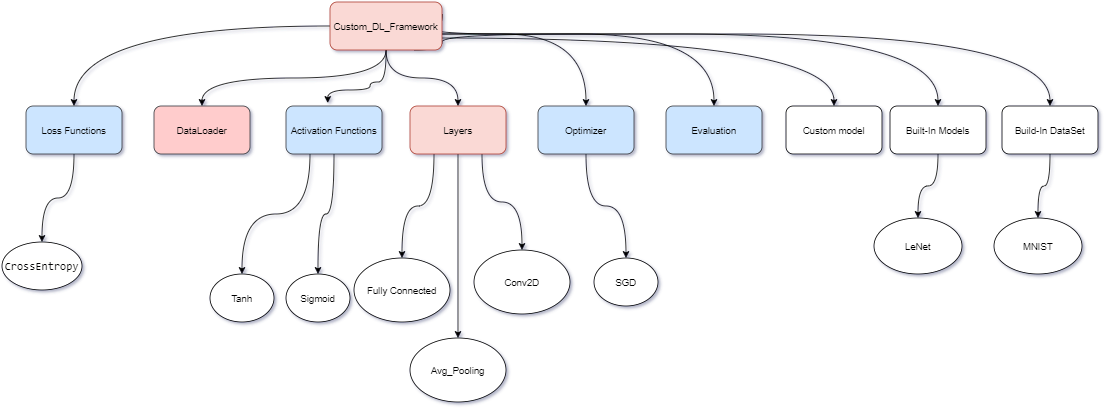 Custom_DL_Framework
Loss Functions
DataLoader
Activation Functions
Layers
Optimizer
Evaluation
Custom model
Built-In Models
Build-In DataSet
CrossEntropy
Tanh
Sigmoid
Fully Connected
Conv2D
SGD
LeNet
MNIST
Avg_Pooling